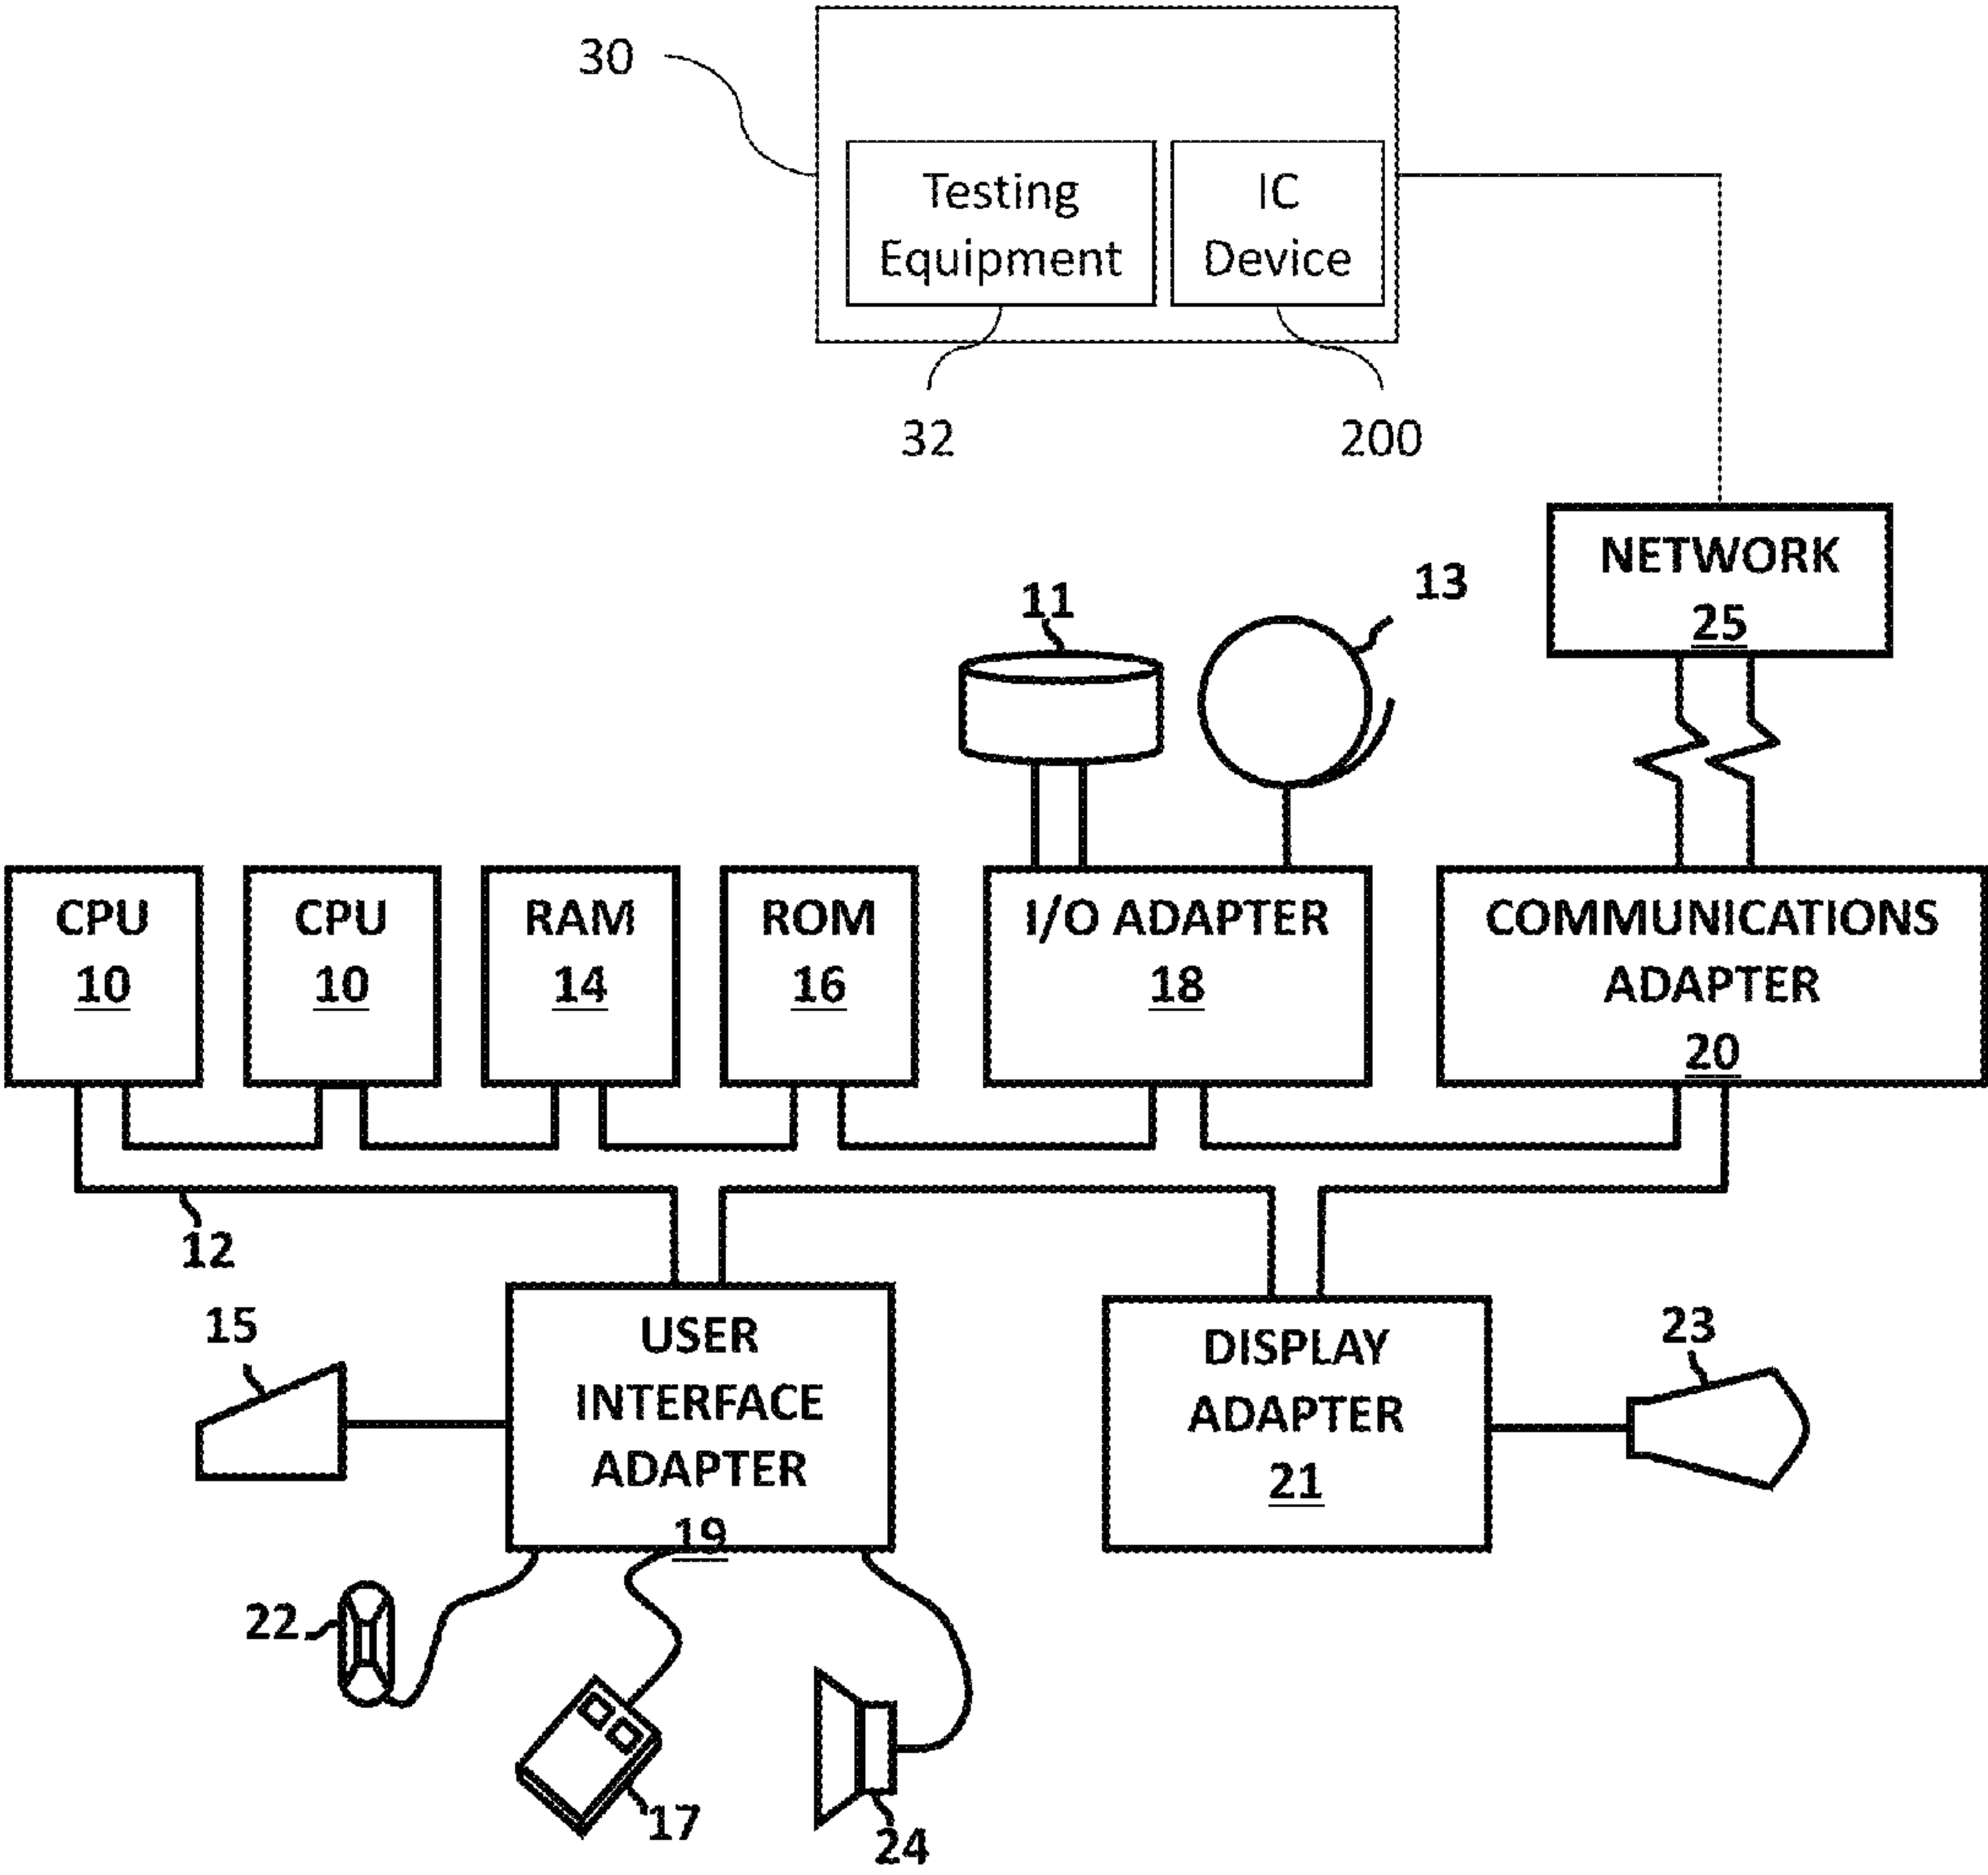 30
Testing
Equipment
IC
Device
32
200
NETWORK
25
11
13
CPU
10
CPU
10
RAM
14
ROM
16
I/O ADAPTER
18
COMMUNICATIONS
ADAPTER
20
12
15
USER
INTERFACE
ADAPTER
19
DISPLAY
ADAPTER
21
23
22
17
24